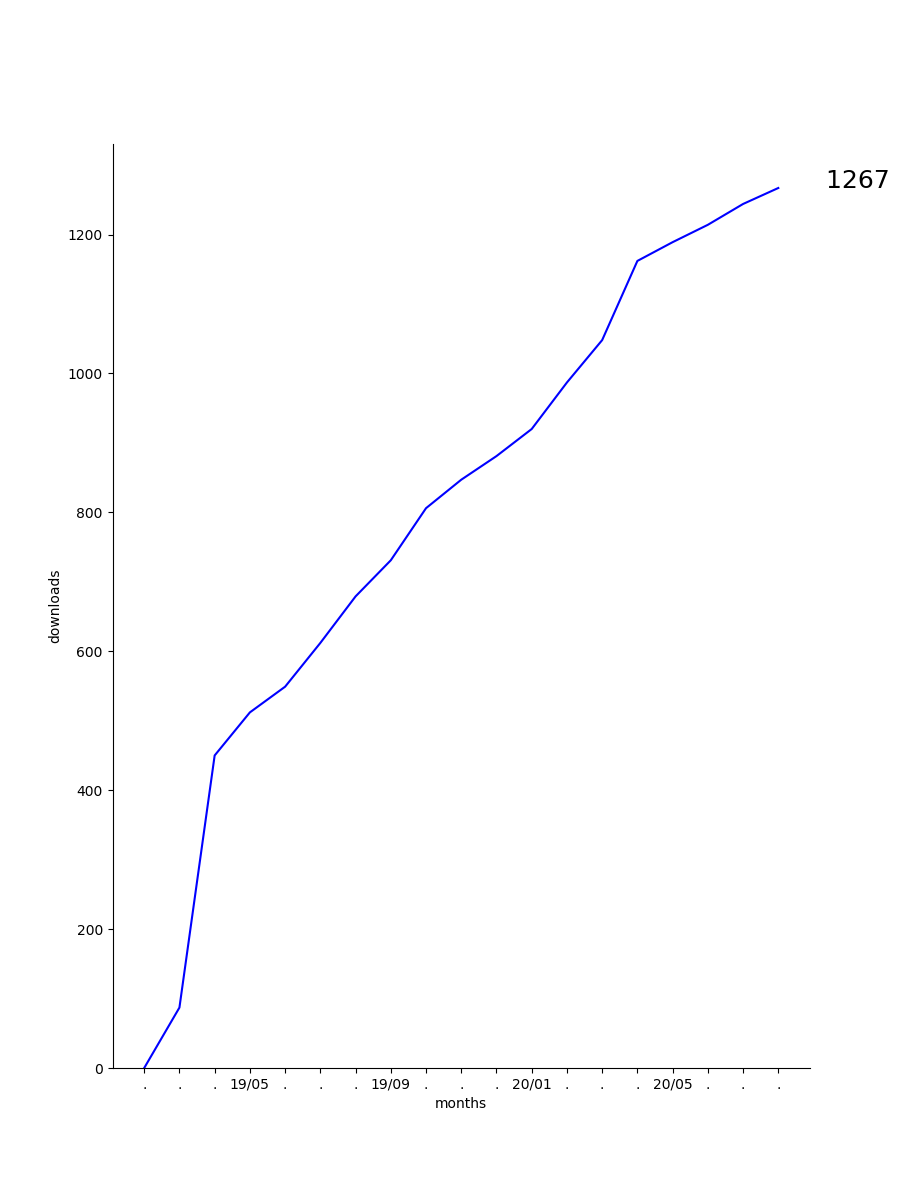 1267
1200
1000
800
downloads
600
400
200
0
. . . 19/05 . . . 19/09 . . . 20/01 . . . 20/05 . . .
months